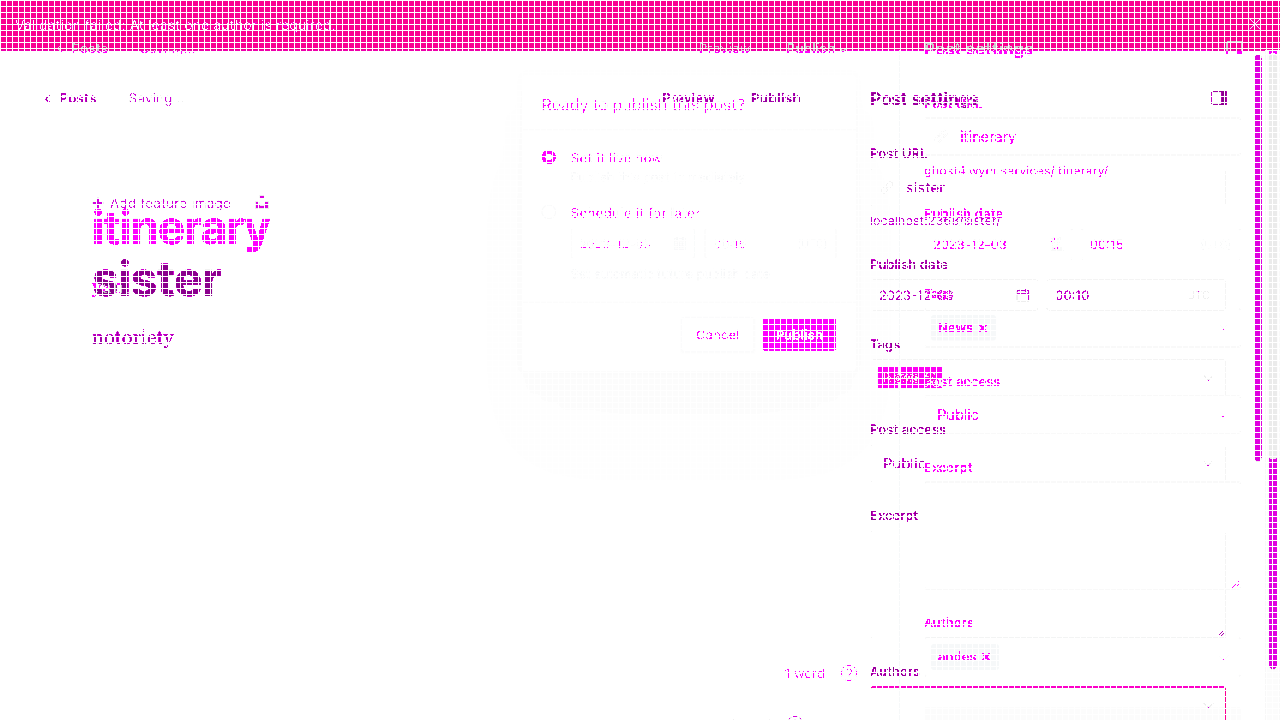 Validation failed: At least one author is required.
Post settings
Posts
Saving
Preview
Publish
Post settings
Ready to publish this post?
itinerary
Post URL
Set it live now
ghost4.wym.services/itinerary/
sister
Add feature image
Schedule it for later
Publish date
localhost:2368/sister/
itinerary
2023-12-03
00:15
Publish date
sister
2023-12-03
00:10
UTC
News ×
notoriety
Cancel
Publish
Tags
Post access
Public
Post access
Public
Excerpt
Excerpt
Authors
andes ×
1 word
Authors